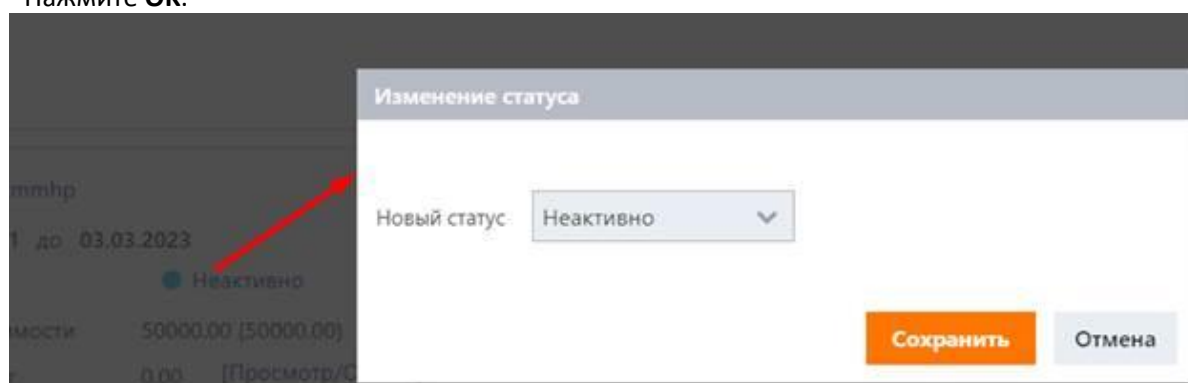 Нажмите ОК.
Изменение статуса
mmhp
Новый статус Неактивно
1 до 03.03.2023
Неактивно
50000.00 (50000.00)
Сохранить Отмена
0.00